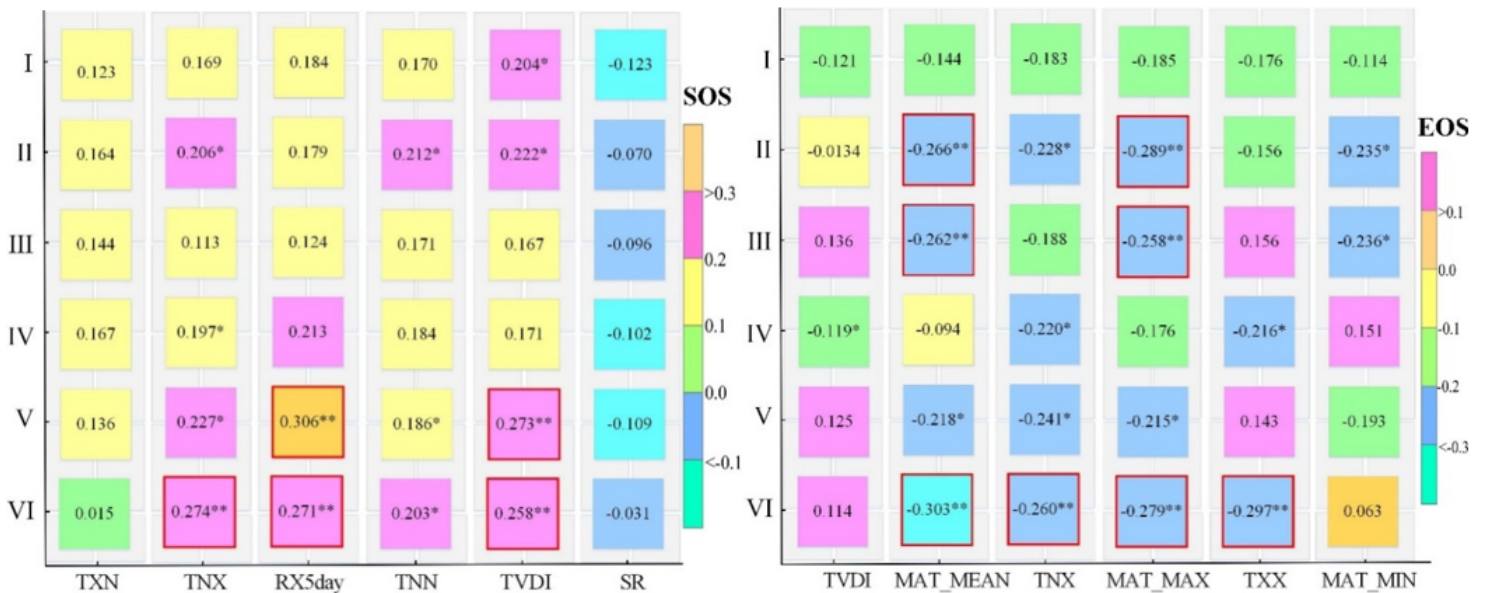 I 0.123 0.169 0.184 0.170 0.204* -0.123
II 0.164 0.206* 0.179 0.212* 0.222* -0.070
III 0.144 0.113 0.124 0.171 0.167 -0.096
IV 0.167 0.197* 0.213 0.184 0.171 -0.102
V 0.136 0.227* 0.306** 0.186* 0.273** -0.109
VI 0.015 0.274** 0.271** 0.203* 0.258** -0.031
TXN TNX RX5day TNN TVDI SR
SOS
>0.3
0.2
0.1
0.0
<-0.1
I -0.121 -0.144 -0.183 -0.185 -0.176 -0.114
II -0.0134 -0.266** -0.228* -0.289** -0.156 -0.235*
III 0.136 -0.262** -0.188 -0.258** 0.156 -0.236*
IV -0.119* -0.094 -0.220* -0.176 -0.216* 0.151
V 0.125 -0.218* -0.241* -0.215* 0.143 -0.193
VI 0.114 -0.303** -0.260** -0.279** -0.297** 0.063
TVDI MAT_MEAN TNX MAT_MAX TXX MAT_MIN
EOS
>0.1
0.0
-0.1
-0.2
<-0.3